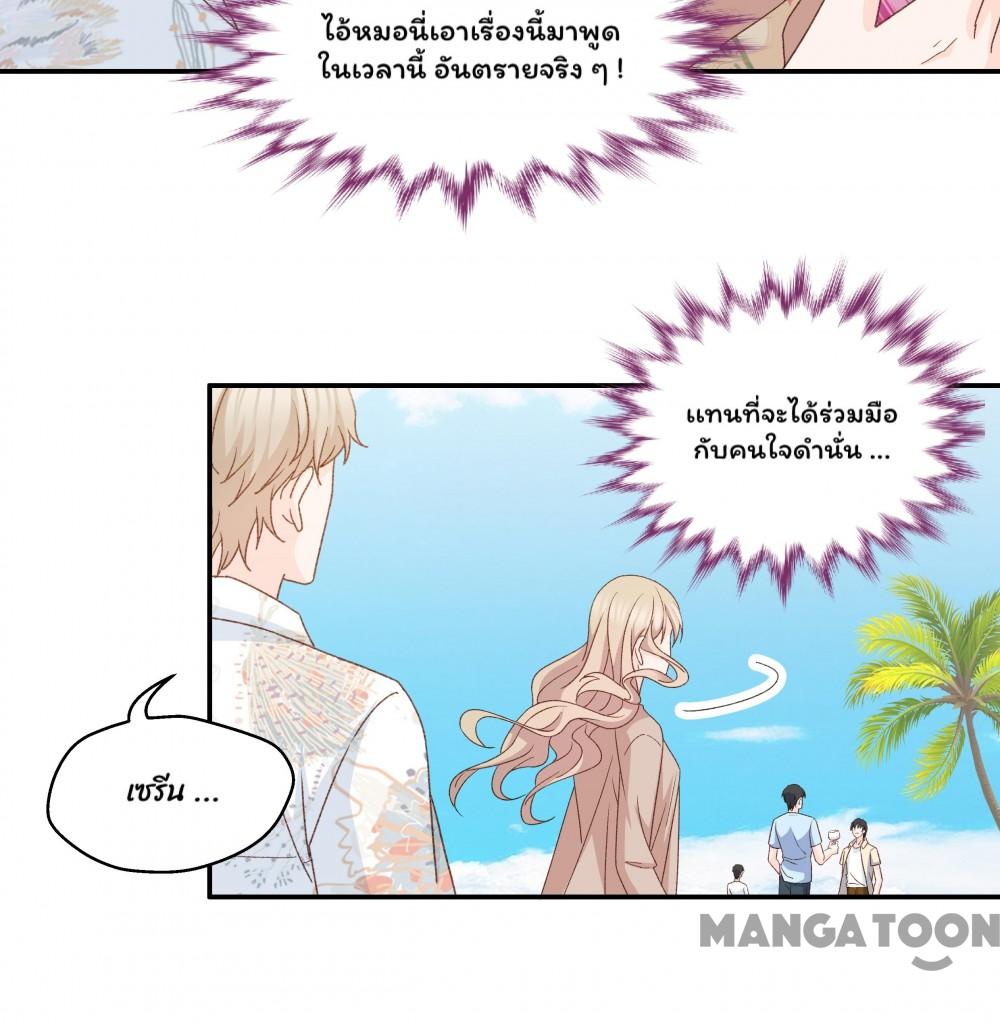 ไอ้หมอนี่เอาเรื่องนี้มาพูด
ในเวลานี้ อันตรายจริง ๆ !
แทนที่จะได้ร่วมมือ
กับคนใจดำนั่น ...
เซรีน ...
MANGATOON